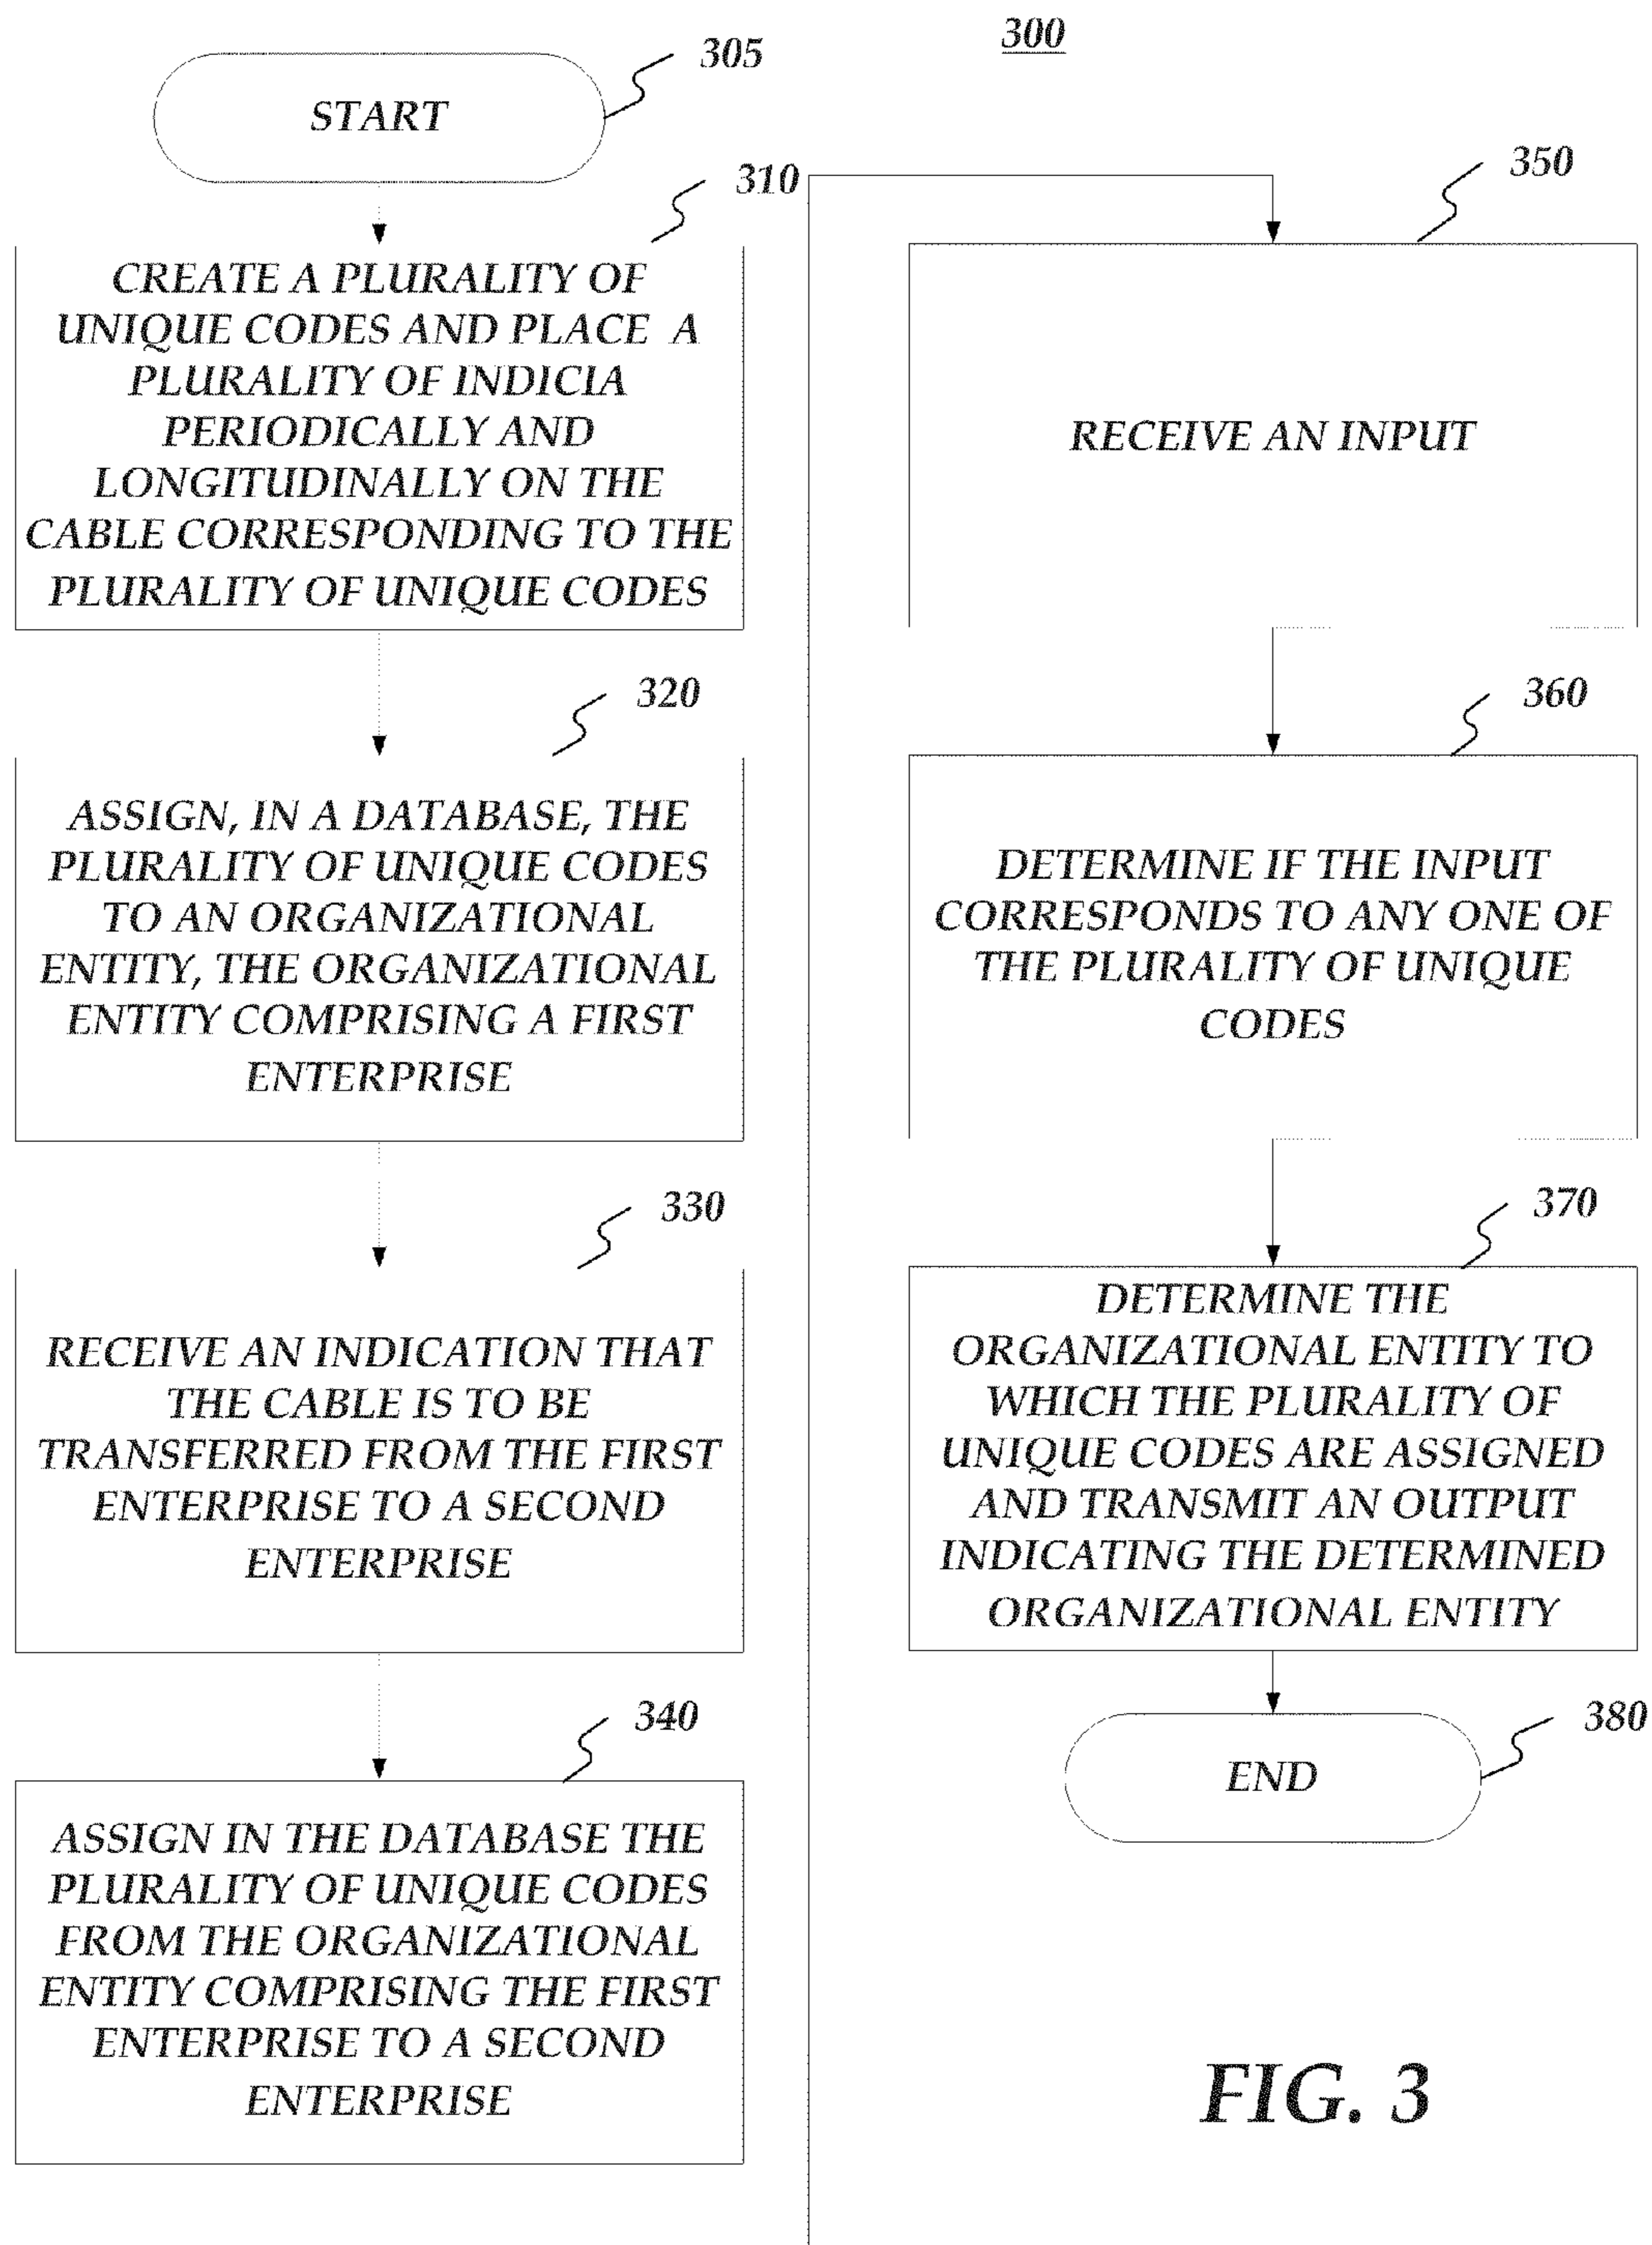 300
305
START
310
CREATE A PLURALITY OF
UNIQUE CODES AND PLACE A
PLURALITY OF INDICIA
PERIODICALLY AND
LONGITUDINALLY ON THE
CABLE CORRESPONDING TO THE
PLURALITY OF UNIQUE CODES
320
ASSIGN, IN A DATABASE, THE
PLURALITY OF UNIQUE CODES
TO AN ORGANIZATIONAL
ENTITY, THE ORGANIZATIONAL
ENTITY COMPRISING A FIRST
ENTERPRISE
330
RECEIVE AN INDICATION THAT
THE CABLE IS TO BE
TRANSFERRED FROM THE FIRST
ENTERPRISE TO A SECOND
ENTERPRISE
340
ASSIGN IN THE DATABASE THE
PLURALITY OF UNIQUE CODES
FROM THE ORGANIZATIONAL
ENTITY COMPRISING THE FIRST
ENTERPRISE TO A SECOND
ENTERPRISE
350
RECEIVE AN INPUT
360
DETERMINE IF THE INPUT
CORRESPONDS TO ANY ONE OF
THE PLURALITY OF UNIQUE
CODES
370
DETERMINE THE
ORGANIZATIONAL ENTITY TO
WHICH THE PLURALITY OF
UNIQUE CODES ARE ASSIGNED
AND TRANSMIT AN OUTPUT
INDICATING THE DETERMINED
ORGANIZATIONAL ENTITY
380
END
FIG. 3